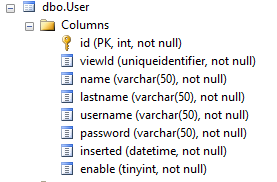 dbo.User
Columns
id (PK, int, not null)
viewId (uniqueidentifier, not null)
name (varchar(50), not null)
lastname (varchar(50), not null)
username (varchar(50), not null)
password (varchar(50), not null)
inserted (datetime, not null)
enable (tinyint, not null)